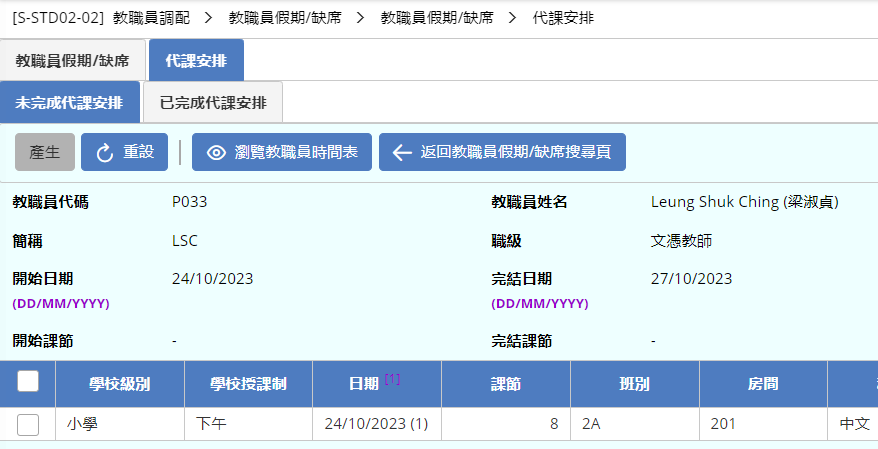 [S-STD02-02] 教職員調配 > 教職員假期/缺席 > 教職員假期/缺席 > 代課安排
教職員假期/缺席 代課安排
未完成代課安排 已完成代課安排
產生 重設 瀏覽教職員時間表 返回教職員假期/缺席搜尋頁
教職員代碼 P033 教職員姓名 Leung Shuk Ching (梁淑貞)
簡稱 LSC 職級 文憑教師
開始日期 24/10/2023 完結日期 27/10/2023
(DD/MM/YYYY) (DD/MM/YYYY)
開始課節 - 完結課節 -
學校級別 學校授課制 日期 [1] 課節 班別 房間
小學 下午 24/10/2023 (1) 8 2A 201 中文